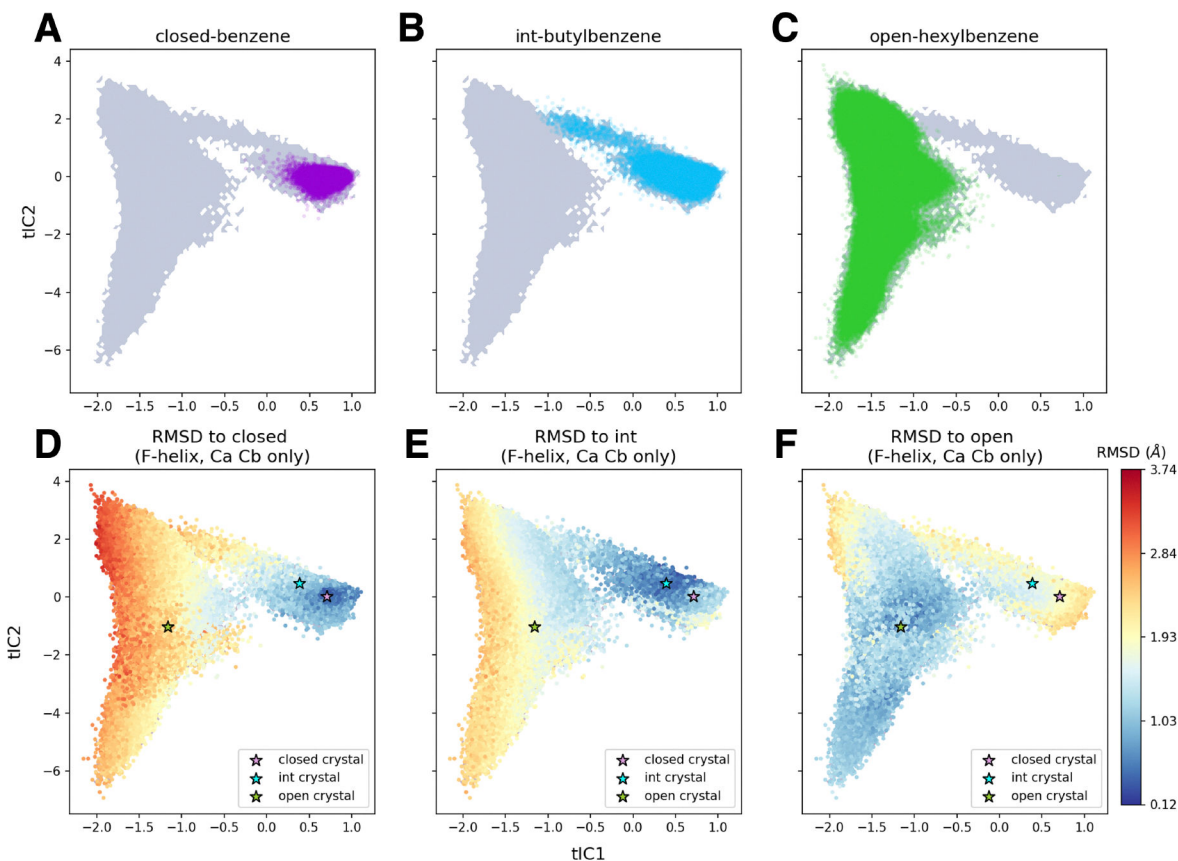 A
closed-benzene
B
int-butylbenzene
C
open-hexylbenzene
tIC2
4
2
0
−2
−4
−6
−2.0 −1.5 −1.0 −0.5 0.0 0.5 1.0
−2.0 −1.5 −1.0 −0.5 0.0 0.5 1.0
−2.0 −1.5 −1.0 −0.5 0.0 0.5 1.0
D
RMSD to closed
(F-helix, Ca Cb only)
E
RMSD to int
(F-helix, Ca Cb only)
F
RMSD to open
(F-helix, Ca Cb only)
RMSD (Å)
3.74
2.84
1.93
1.03
0.12
tIC2
4
2
0
−2
−4
−6
closed crystal
int crystal
open crystal
closed crystal
int crystal
open crystal
closed crystal
int crystal
open crystal
−2.0 −1.5 −1.0 −0.5 0.0 0.5 1.0
−2.0 −1.5 −1.0 −0.5 0.0 0.5 1.0
−2.0 −1.5 −1.0 −0.5 0.0 0.5 1.0
tIC1